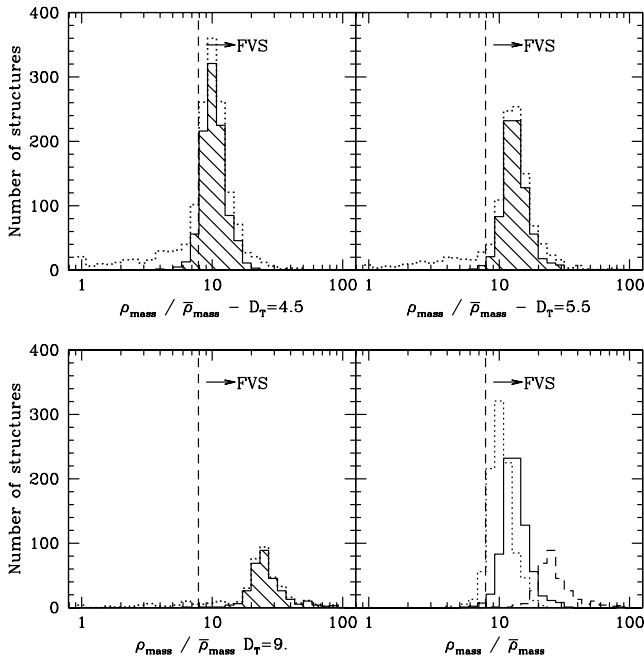 400
300
200
100
0
Number of structures
FVS
FVS
1 10 100
1 10 100
ρmass / ρ̅mass − DT=4.5
ρmass / ρ̅mass − DT=5.5
400
300
200
100
0
Number of structures
FVS
FVS
1 10 100
1 10 100
ρmass / ρ̅mass DT=9.
ρmass / ρ̅mass